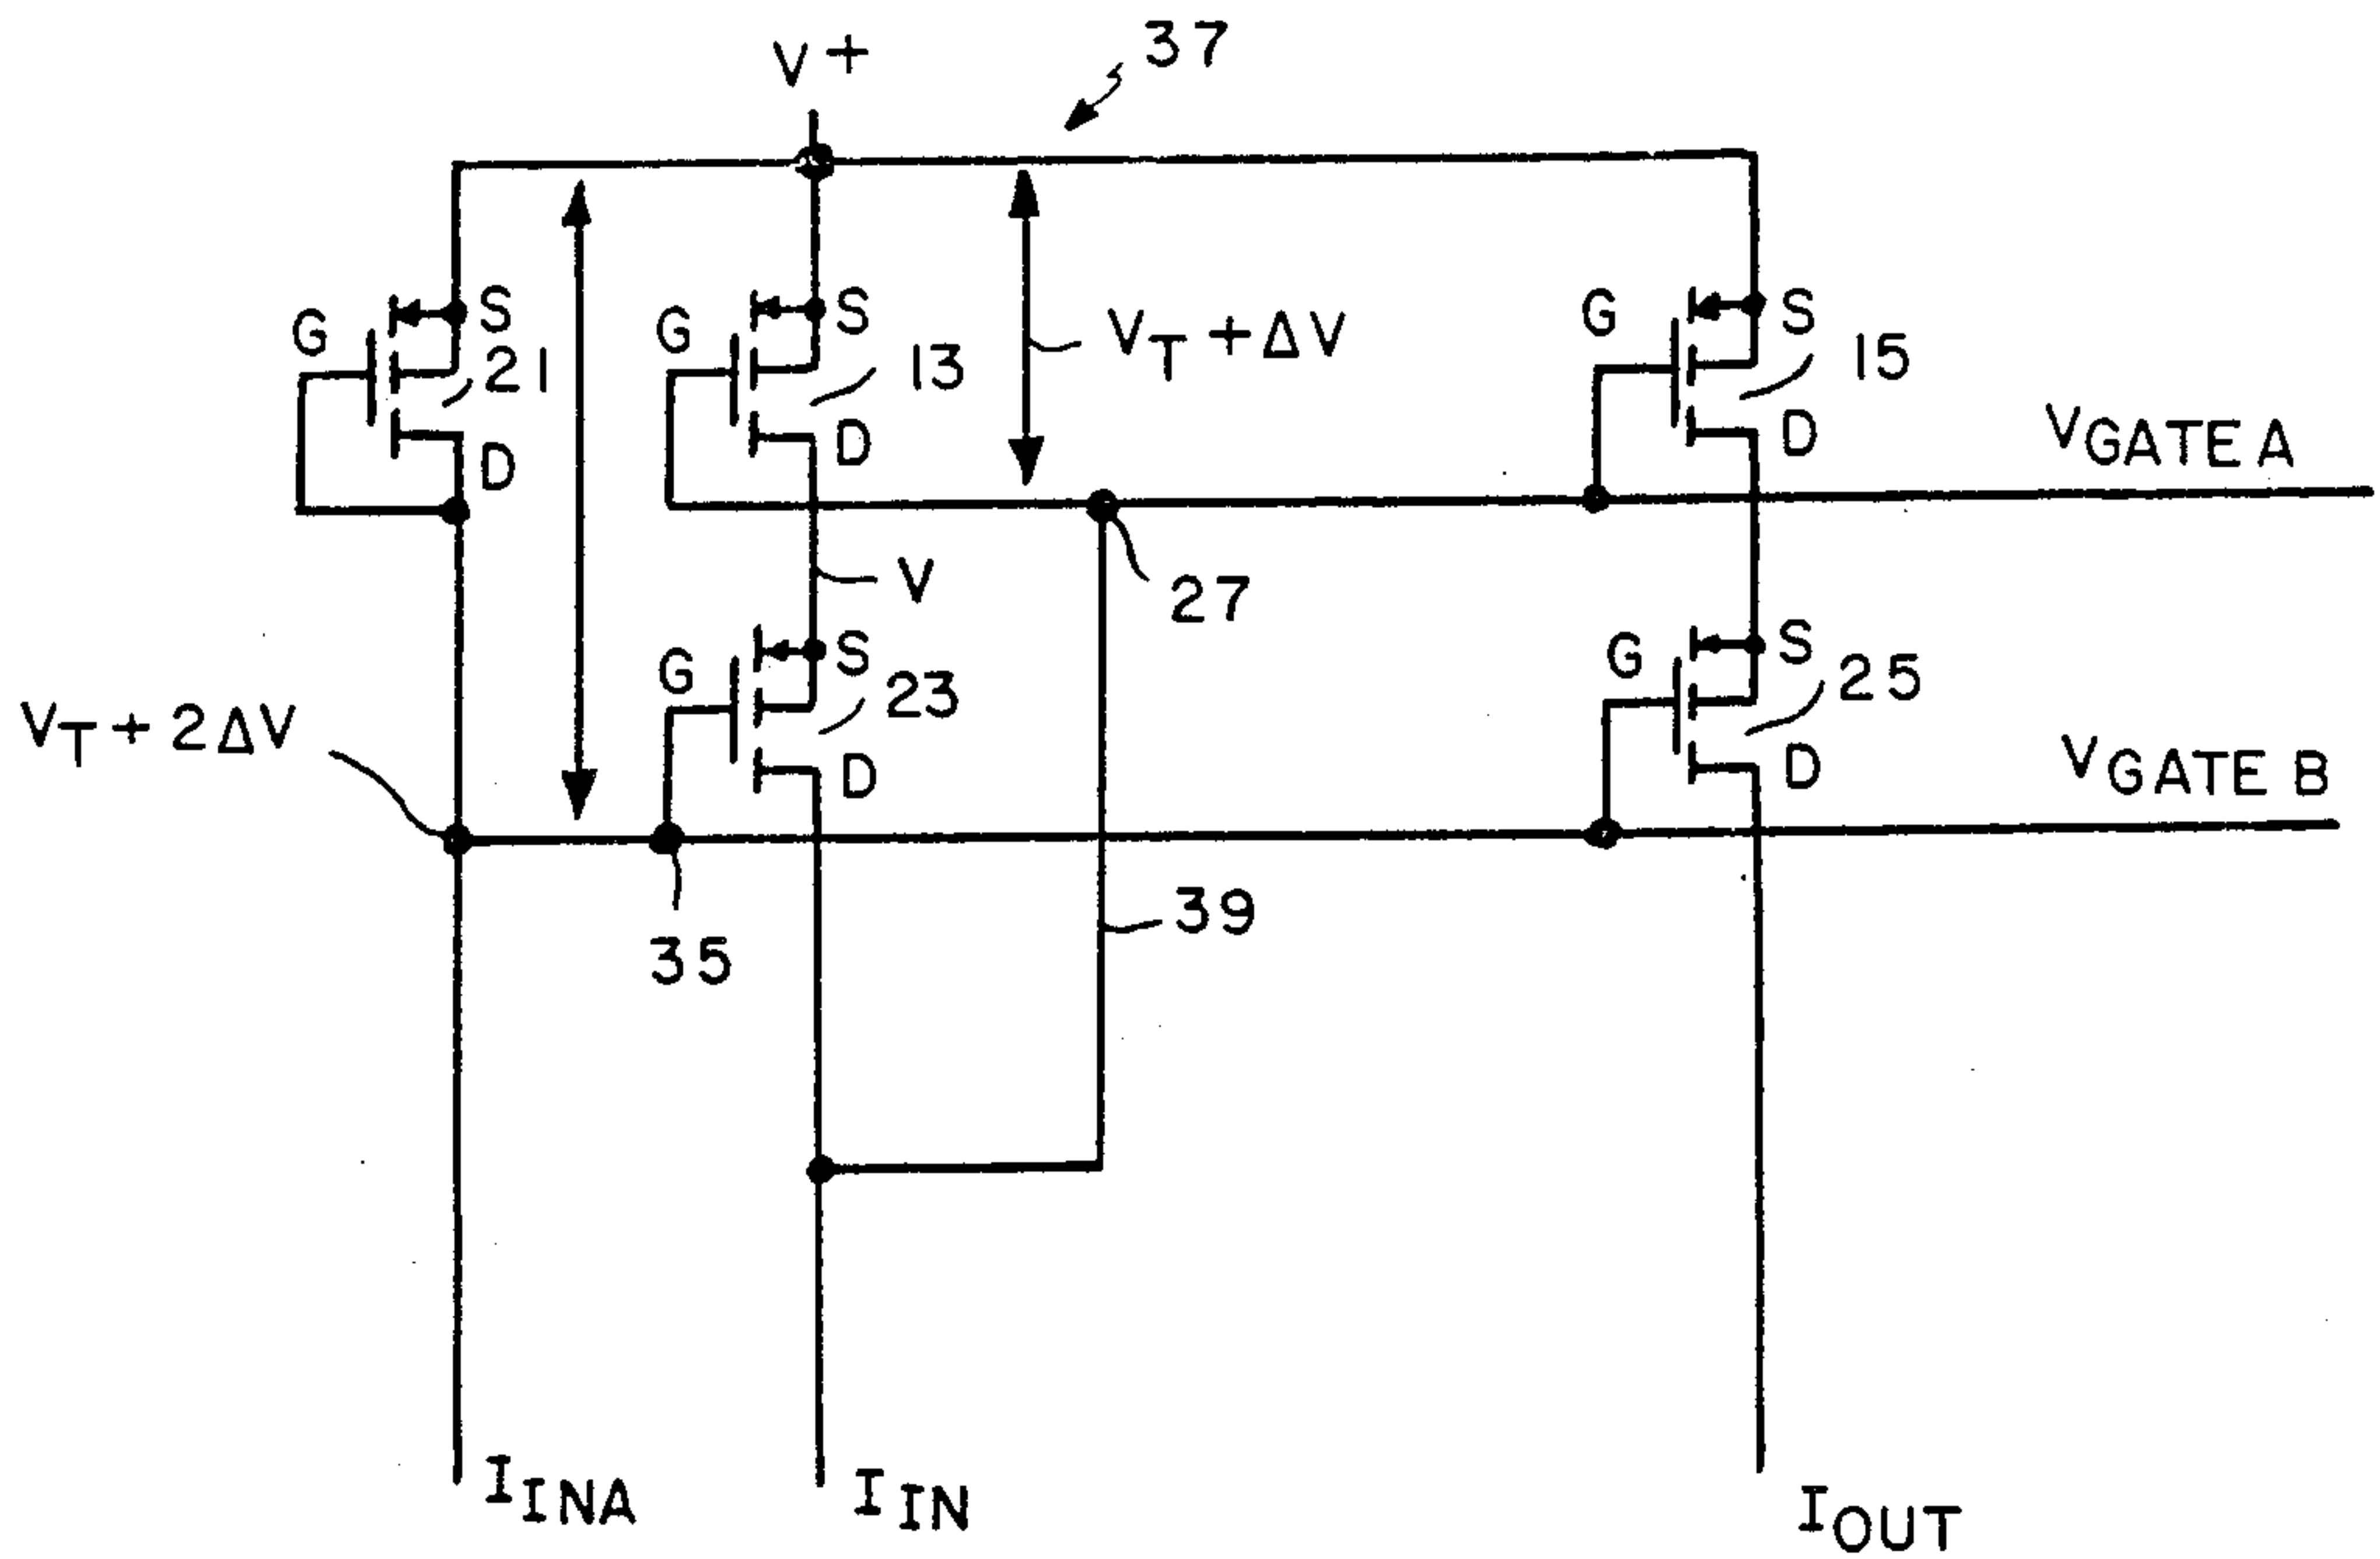 37
V+
G
S
21
D
G
S
13
D
VT + ΔV
G
S
15
D
VGATE A
V
27
G
S
23
D
G
S
25
D
VGATE B
VT + 2ΔV
35
39
IINA
IIN
IOUT